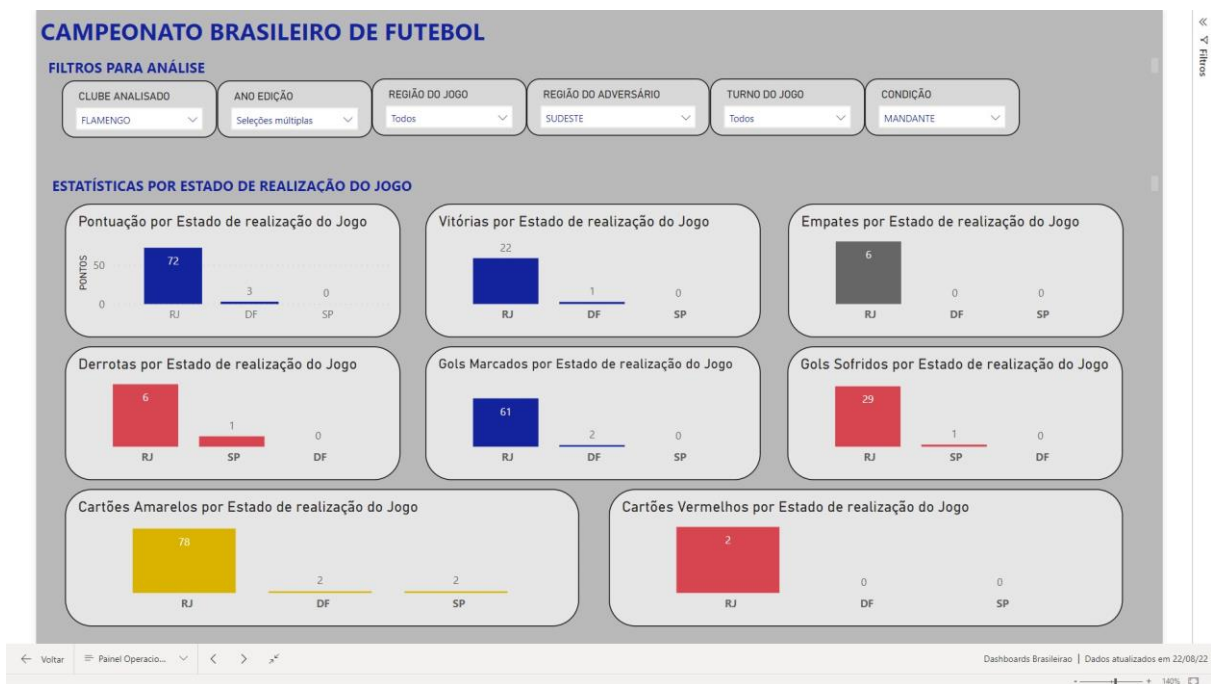 CAMPEONATO BRASILEIRO DE FUTEBOL
Filtros
FILTROS PARA ANÁLISE
CLUBE ANALISADO
FLAMENGO
ANO EDIÇÃO
Seleções múltiplas
REGIÃO DO JOGO
Todos
REGIÃO DO ADVERSÁRIO
SUDESTE
TURNO DO JOGO
Todos
CONDIÇÃO
MANDANTE
ESTATÍSTICAS POR ESTADO DE REALIZAÇÃO DO JOGO
Pontuação por Estado de realização do Jogo
PONTOS
50
0
72
3
0
RJ DF SP
Vitórias por Estado de realização do Jogo
22
1
0
RJ DF SP
Empates por Estado de realização do Jogo
6
0
0
RJ DF SP
Derrotas por Estado de realização do Jogo
6
1
0
RJ SP DF
Gols Marcados por Estado de realização do Jogo
61
2
0
RJ DF SP
Gols Sofridos por Estado de realização do Jogo
29
1
0
RJ SP DF
Cartões Amarelos por Estado de realização do Jogo
78
2
2
RJ DF SP
Cartões Vermelhos por Estado de realização do Jogo
2
0
0
RJ DF SP
Voltar
Painel Operacio...
Dashboards Brasileirao | Dados atualizados em 22/08/22
- + 140%